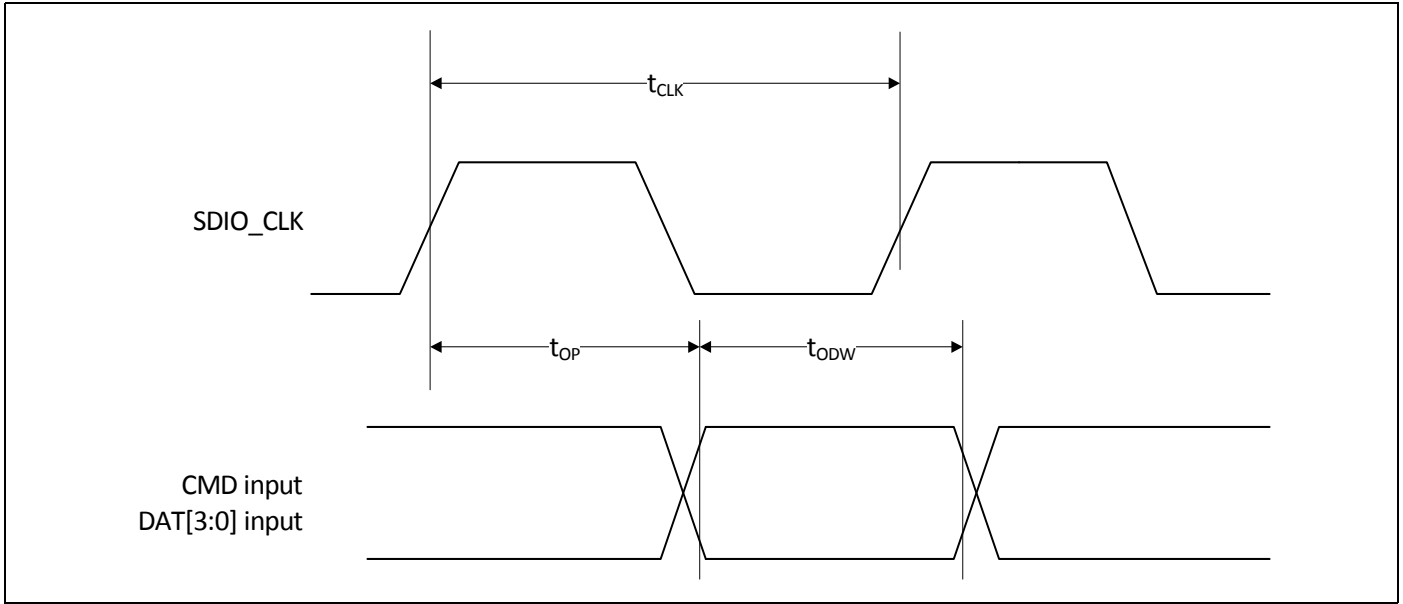 tCLK
SDIO_CLK
tOP
tODW
CMD input
DAT[3:0] input